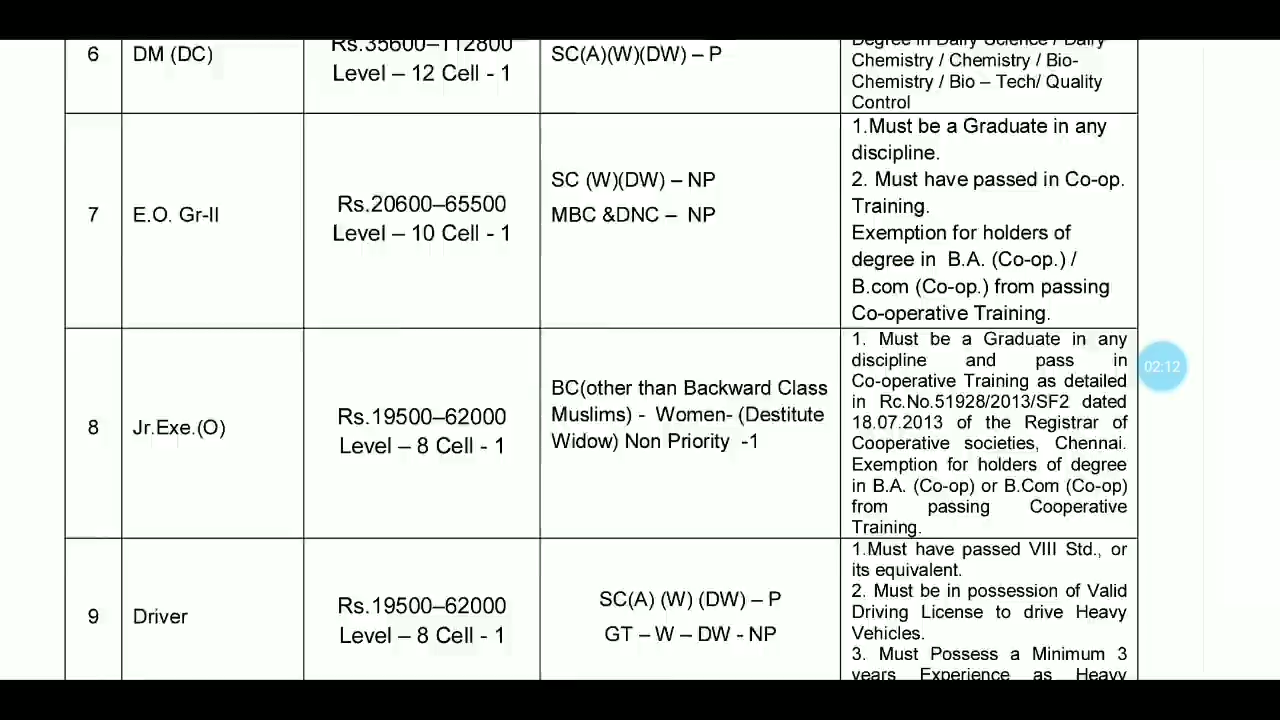 6
DM (DC)
Rs.35600–112800
Level – 12 Cell - 1
SC(A)(W)(DW) – P
Degree in Dairy Science / Dairy
Chemistry / Chemistry / Bio-
Chemistry / Bio – Tech/ Quality
Control
7
E.O. Gr-II
Rs.20600–65500
Level – 10 Cell - 1
SC (W)(DW) – NP
MBC &DNC – NP
1.Must be a Graduate in any
discipline.
2. Must have passed in Co-op.
Training.
Exemption for holders of
degree in B.A. (Co-op.) /
B.com (Co-op.) from passing
Co-operative Training.
8
Jr.Exe.(O)
Rs.19500–62000
Level – 8 Cell - 1
BC(other than Backward Class
Muslims) - Women- (Destitute
Widow) Non Priority -1
1. Must be a Graduate in any
discipline and pass in
Co-operative Training as detailed
in Rc.No.51928/2013/SF2 dated
18.07.2013 of the Registrar of
Cooperative societies, Chennai.
Exemption for holders of degree
in B.A. (Co-op) or B.Com (Co-op)
from passing Cooperative
Training.
02:12
9
Driver
Rs.19500–62000
Level – 8 Cell - 1
SC(A) (W) (DW) – P
GT – W – DW - NP
1.Must have passed VIII Std., or
its equivalent.
2. Must be in possession of Valid
Driving License to drive Heavy
Vehicles.
3. Must Possess a Minimum 3
years Experience as Heavy